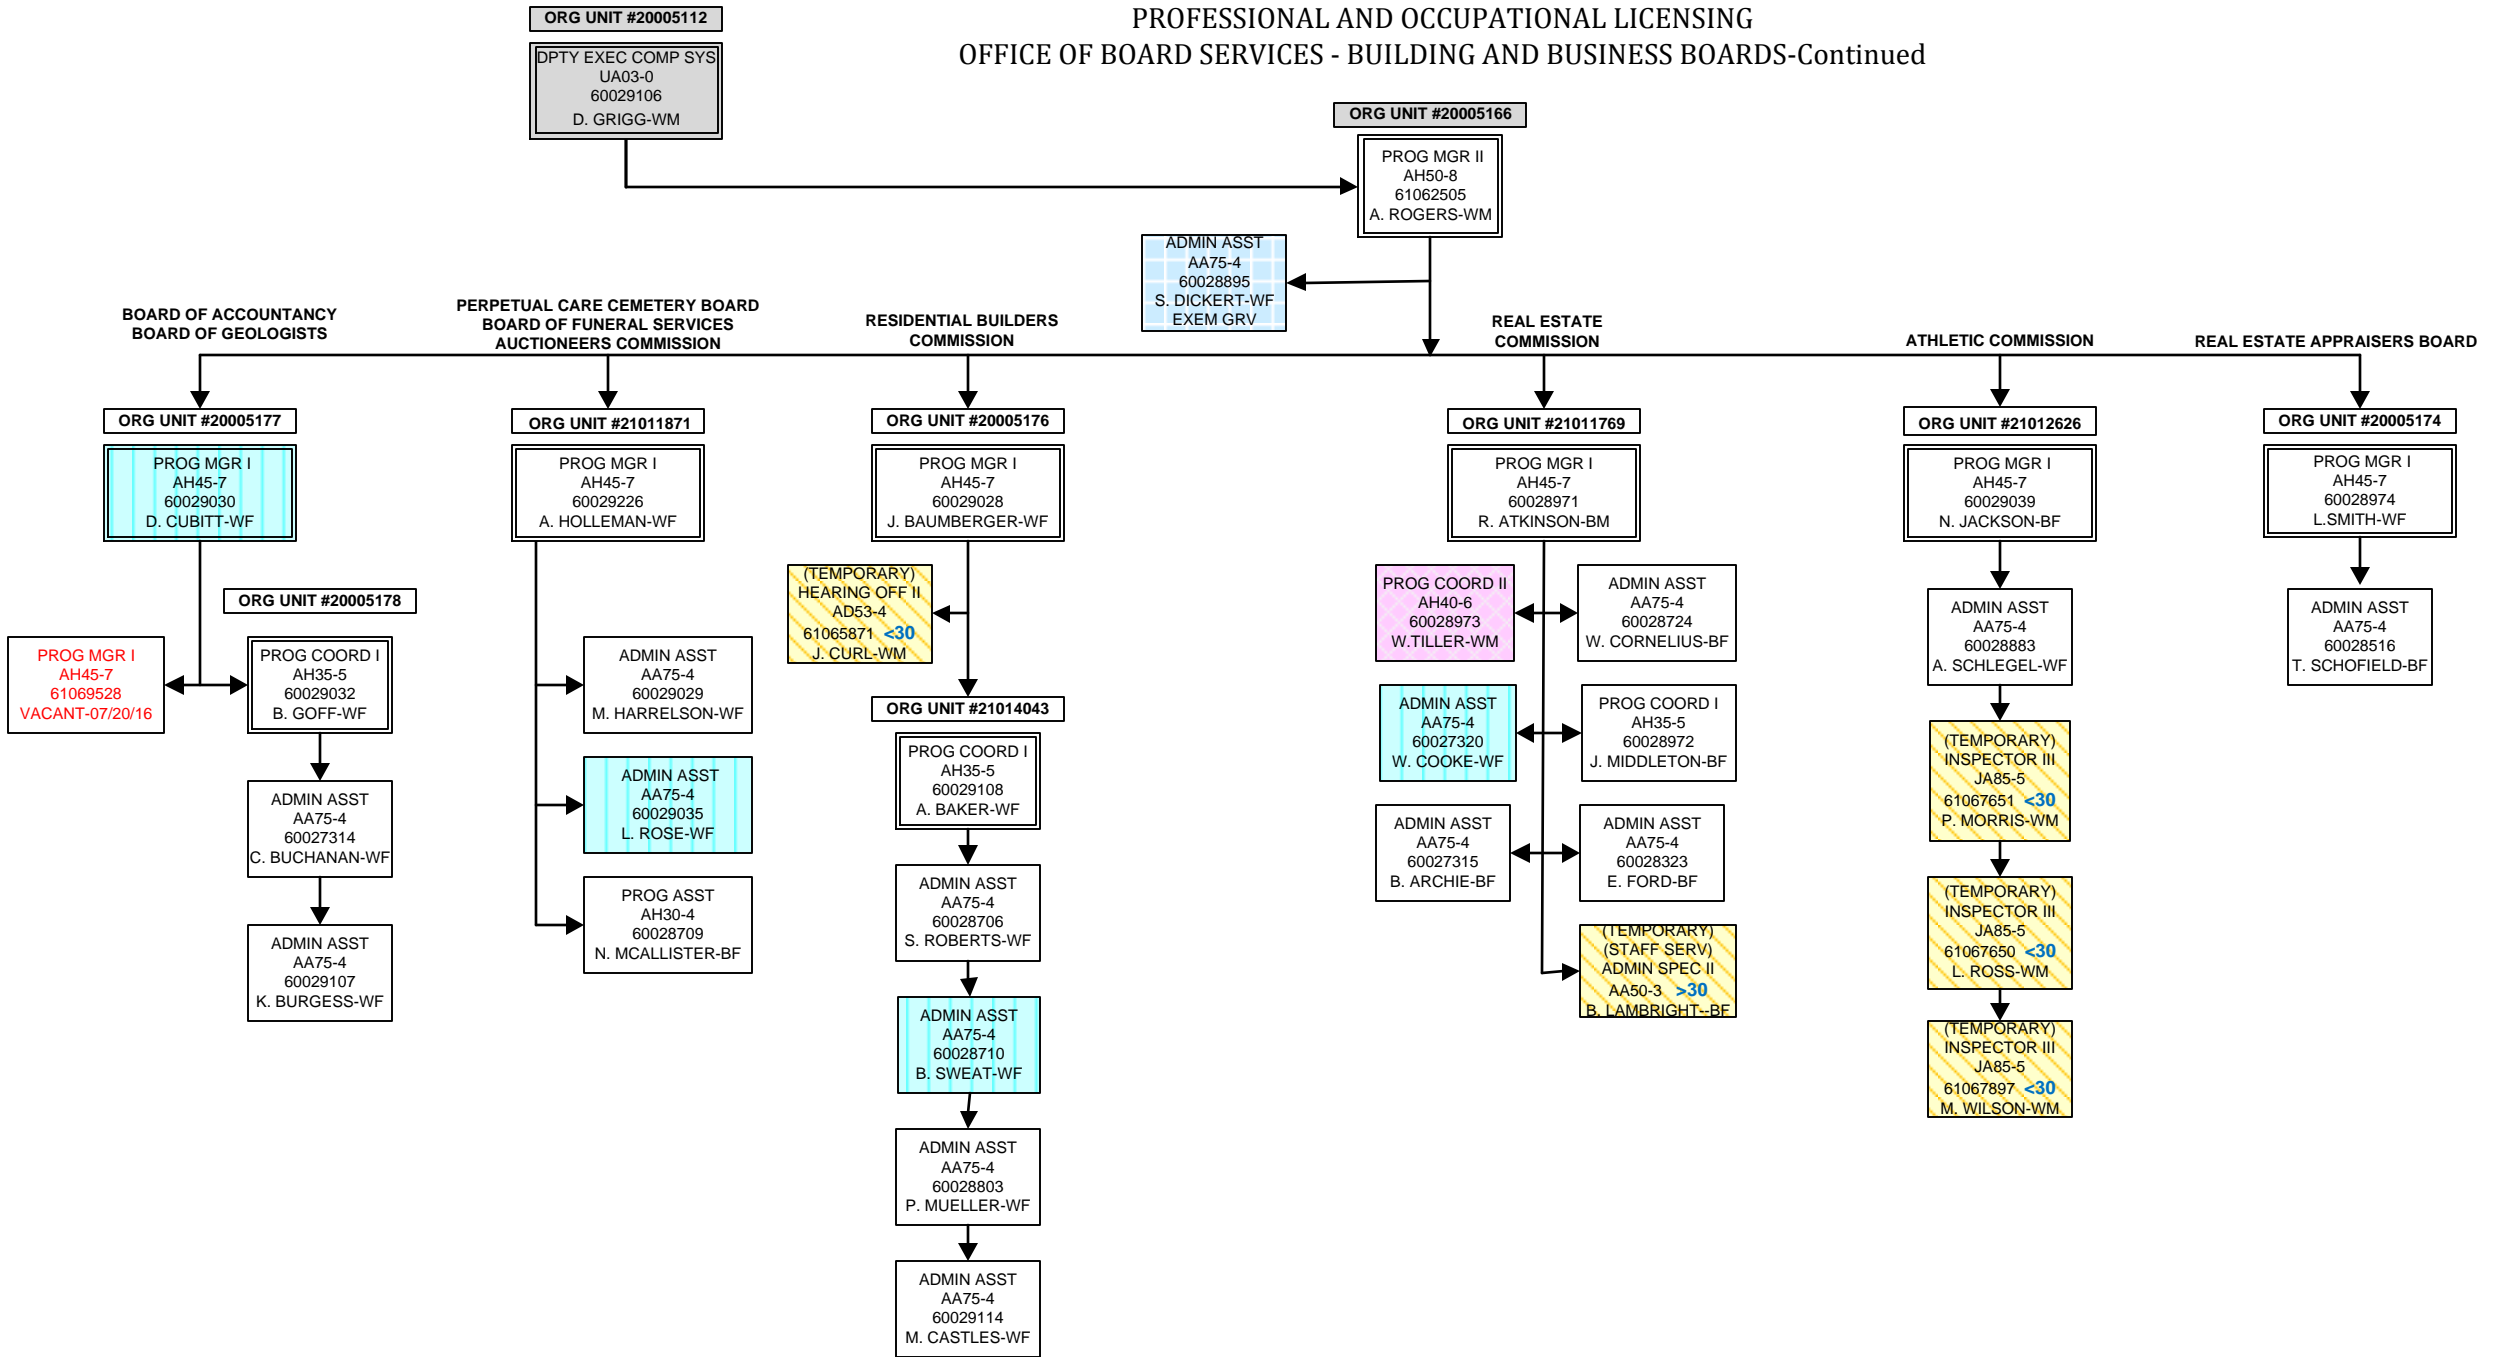 PROFESSIONAL AND OCCUPATIONAL LICENSING
OFFICE OF BOARD SERVICES - BUILDING AND BUSINESS BOARDS-Continued
ORG UNIT #20005112
DPTY EXEC COMP SYS
UA03-0
60029106
D. GRIGG-WM
ORG UNIT #20005166
PROG MGR II
AH50-8
61062505
A. ROGERS-WM
ADMIN ASST
AA75-4
60028895
S. DICKERT-WF
EXEM GRV
BOARD OF ACCOUNTANCY
BOARD OF GEOLOGISTS
ORG UNIT #20005177
PROG MGR I
AH45-7
60029030
D. CUBITT-WF
ORG UNIT #20005178
PROG MGR I
AH45-7
61069528
VACANT-07/20/16
PROG COORD I
AH35-5
60029032
B. GOFF-WF
ADMIN ASST
AA75-4
60027314
C. BUCHANAN-WF
ADMIN ASST
AA75-4
60029107
K. BURGESS-WF
PERPETUAL CARE CEMETERY BOARD
BOARD OF FUNERAL SERVICES
AUCTIONEERS COMMISSION
ORG UNIT #21011871
PROG MGR I
AH45-7
60029226
A. HOLLEMAN-WF
ADMIN ASST
AA75-4
60029029
M. HARRELSON-WF
ADMIN ASST
AA75-4
60029035
L. ROSE-WF
PROG ASST
AH30-4
60028709
N. MCALLISTER-BF
RESIDENTIAL BUILDERS
COMMISSION
ORG UNIT #20005176
PROG MGR I
AH45-7
60029028
J. BAUMBERGER-WF
(TEMPORARY)
HEARING OFF II
AD53-4
61065871 <30
J. CURL-WM
ORG UNIT #21014043
PROG COORD I
AH35-5
60029108
A. BAKER-WF
ADMIN ASST
AA75-4
60028706
S. ROBERTS-WF
ADMIN ASST
AA75-4
60028710
B. SWEAT-WF
ADMIN ASST
AA75-4
60028803
P. MUELLER-WF
ADMIN ASST
AA75-4
60029114
M. CASTLES-WF
REAL ESTATE
COMMISSION
ORG UNIT #21011769
PROG MGR I
AH45-7
60028971
R. ATKINSON-BM
PROG COORD II
AH40-6
60028973
W.TILLER-WM
ADMIN ASST
AA75-4
60028724
W. CORNELIUS-BF
ADMIN ASST
AA75-4
60027320
W. COOKE-WF
PROG COORD I
AH35-5
60028972
J. MIDDLETON-BF
ADMIN ASST
AA75-4
60027315
B. ARCHIE-BF
ADMIN ASST
AA75-4
60028323
E. FORD-BF
(TEMPORARY)
(STAFF SERV)
ADMIN SPEC II
AA50-3 >30
B. LAMBRIGHT--BF
ATHLETIC COMMISSION
ORG UNIT #21012626
PROG MGR I
AH45-7
60029039
N. JACKSON-BF
ADMIN ASST
AA75-4
60028883
A. SCHLEGEL-WF
(TEMPORARY)
INSPECTOR III
JA85-5
61067651 <30
P. MORRIS-WM
(TEMPORARY)
INSPECTOR III
JA85-5
61067650 <30
L. ROSS-WM
(TEMPORARY)
INSPECTOR III
JA85-5
61067897 <30
M. WILSON-WM
REAL ESTATE APPRAISERS BOARD
ORG UNIT #20005174
PROG MGR I
AH45-7
60028974
L.SMITH-WF
ADMIN ASST
AA75-4
60028516
T. SCHOFIELD-BF